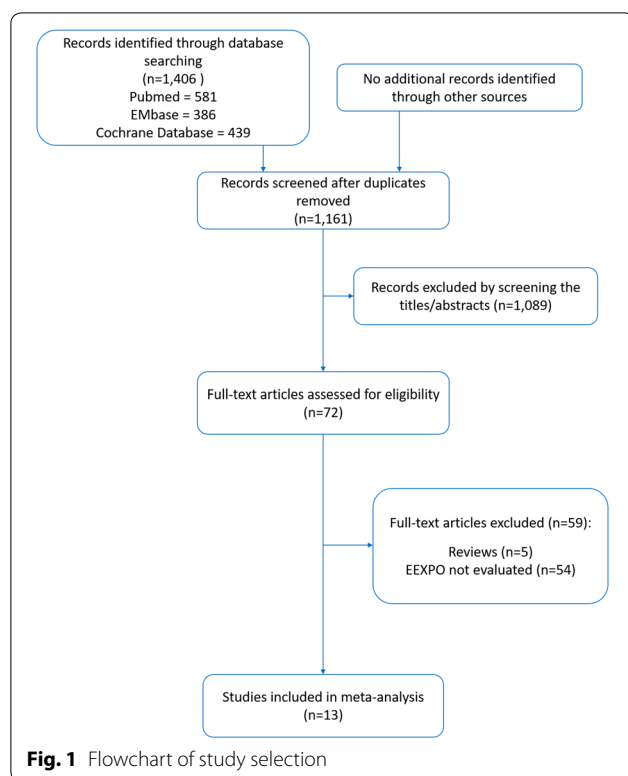 Records identified through database
searching
(n=1,406 )
Pubmed = 581
EMbase = 386
Cochrane Database = 439
No additional records identified
through other sources
Records screened after duplicates
removed
(n=1,161)
Records excluded by screening the
titles/abstracts (n=1,089)
Full-text articles assessed for eligibility
(n=72)
Full-text articles excluded (n=59):
Reviews (n=5)
EEXPO not evaluated (n=54)
Studies included in meta-analysis
(n=13)
Fig. 1 Flowchart of study selection